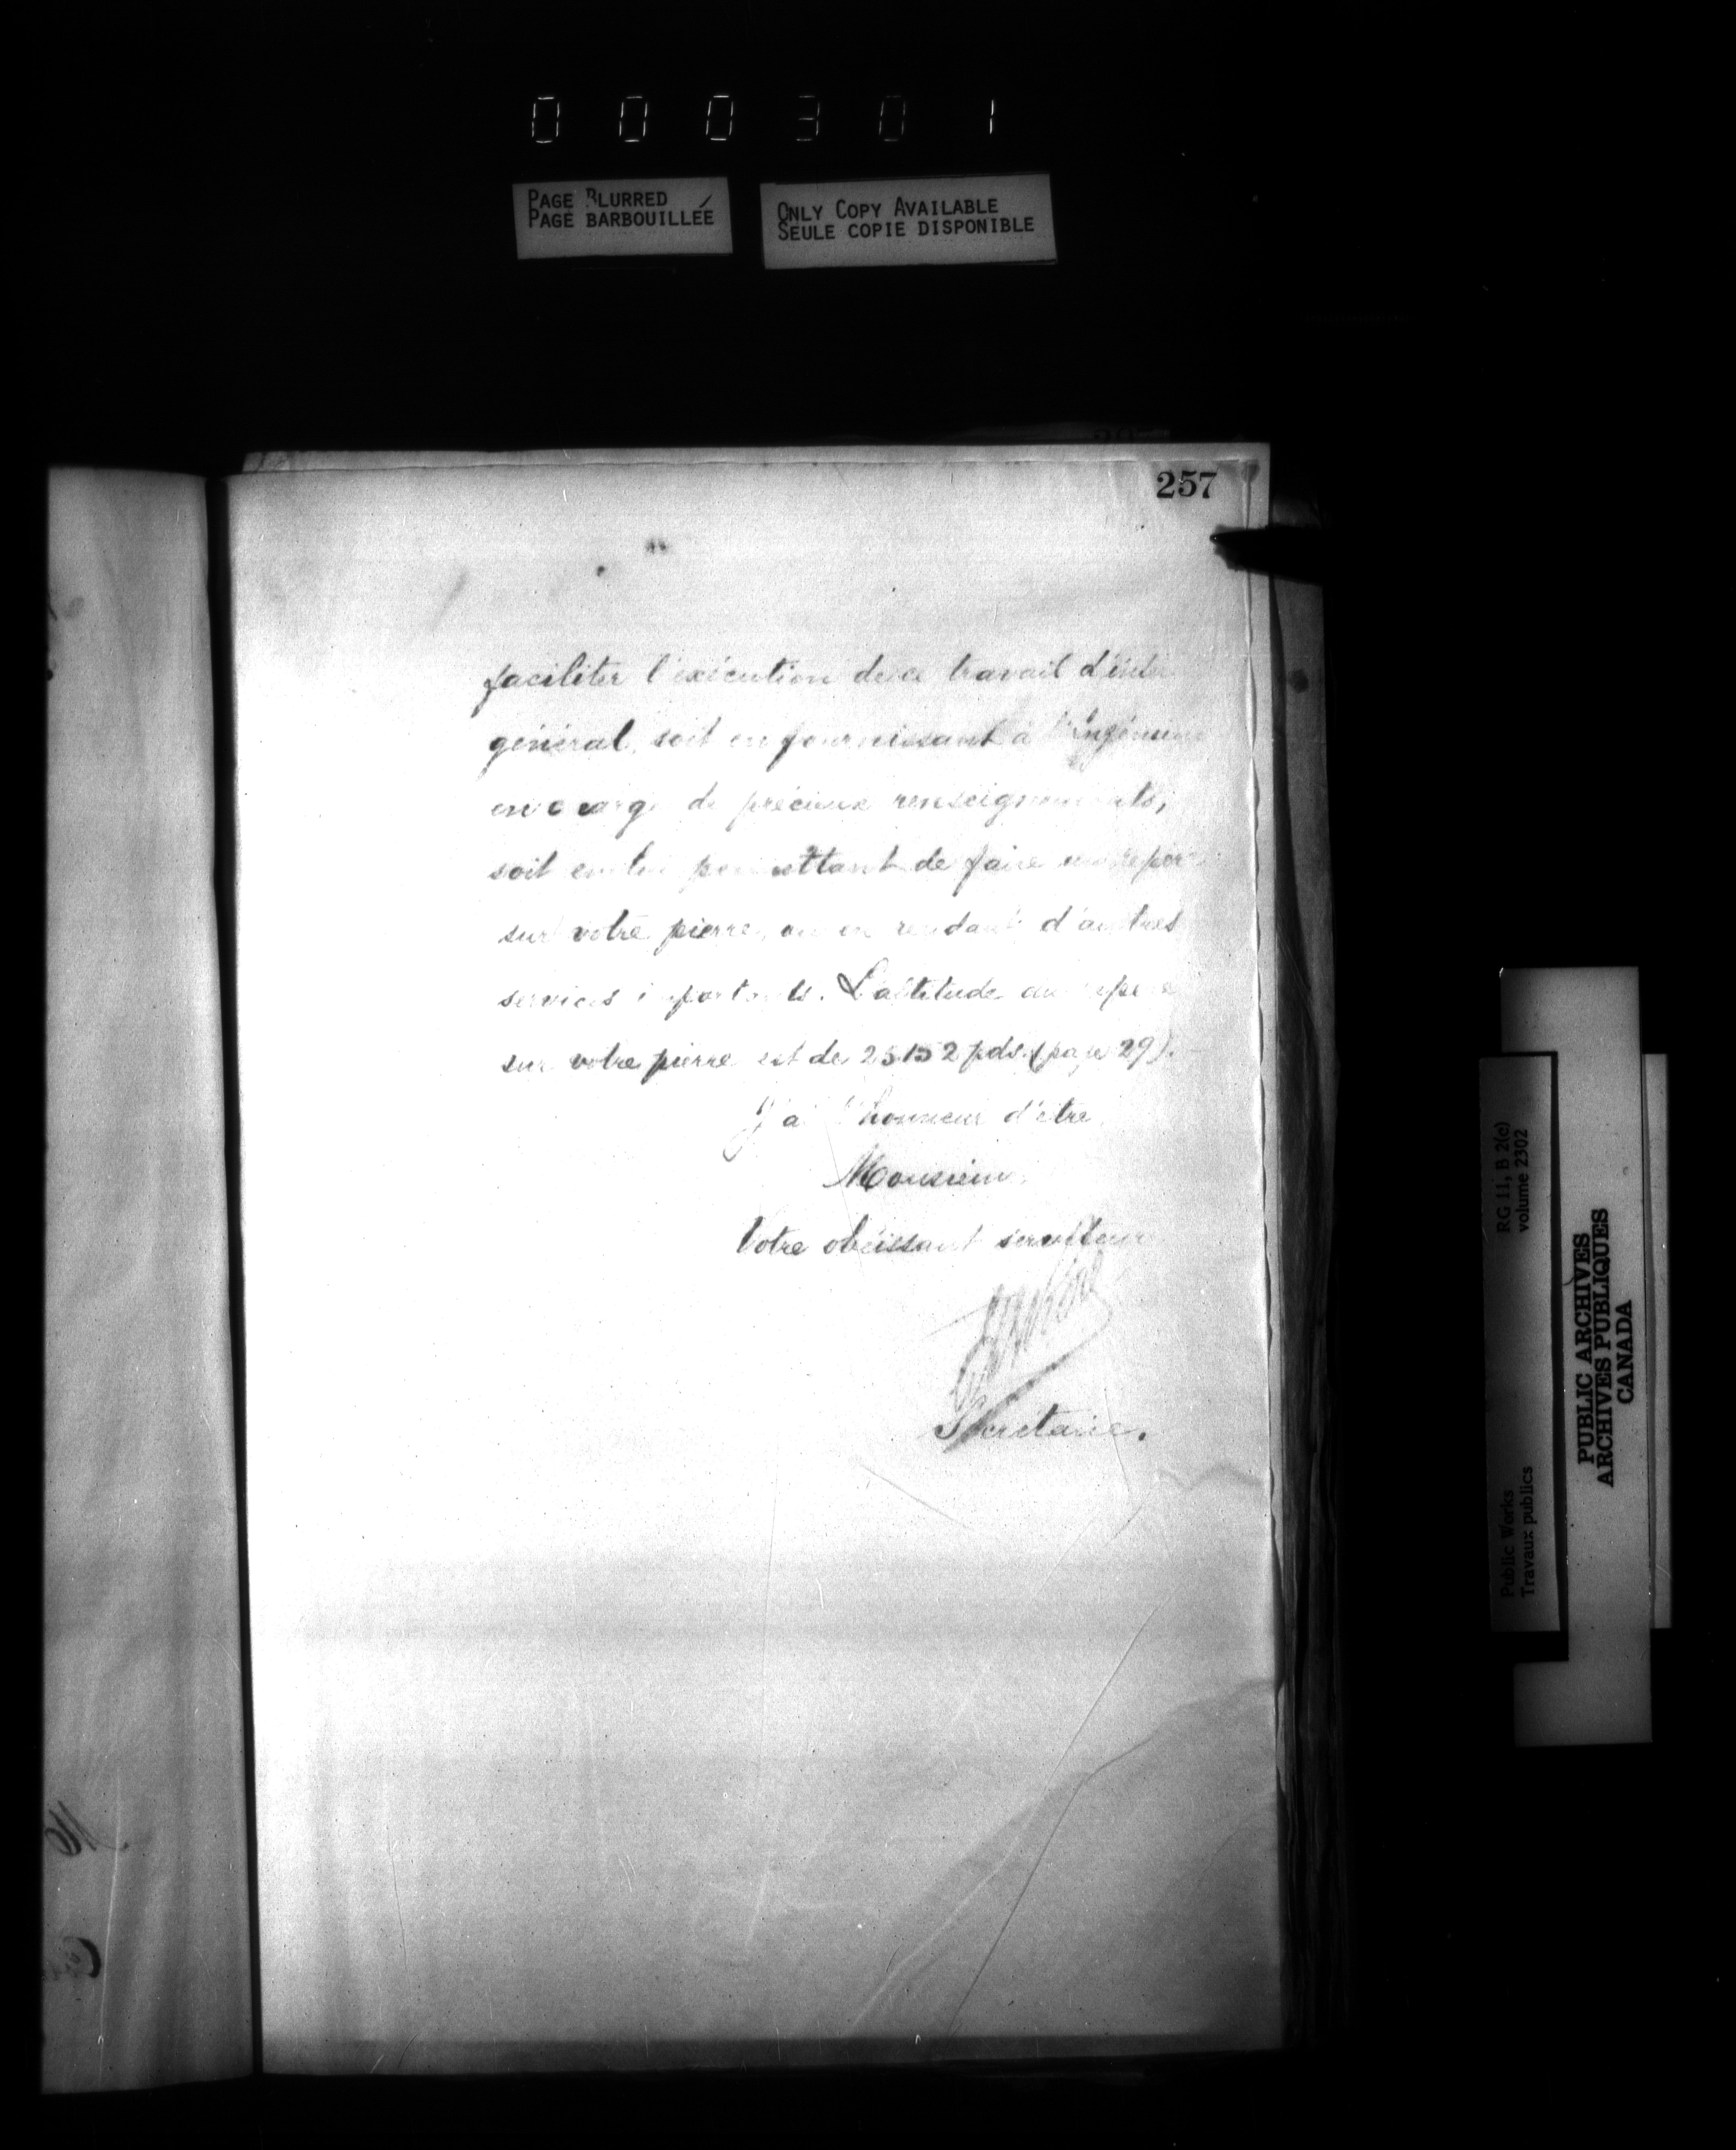 000301
PAGE BLURRED
PAGE BARBOUILLÉE
ONLY COPY AVAILABLE
SEULE COPIE DISPONIBLE
257
faciliter l'exécution de ce travail
général, soit en fournissant à l'Ingénieur
en de précieux renseignements,
soit en lui permettant de faire
sur votre pierre, ou en rendant d'autres
services importants. L'altitude du repère
sur votre pierre est de pds. (page 29).
J'ai l'honneur d'être
Monsieur,
Votre obéissant serviteur
Secrétaire.
RG 11, B 2(c)
volume 2302
Public Works
Travaux publics
PUBLIC ARCHIVES
ARCHIVES PUBLIQUES
CANADA